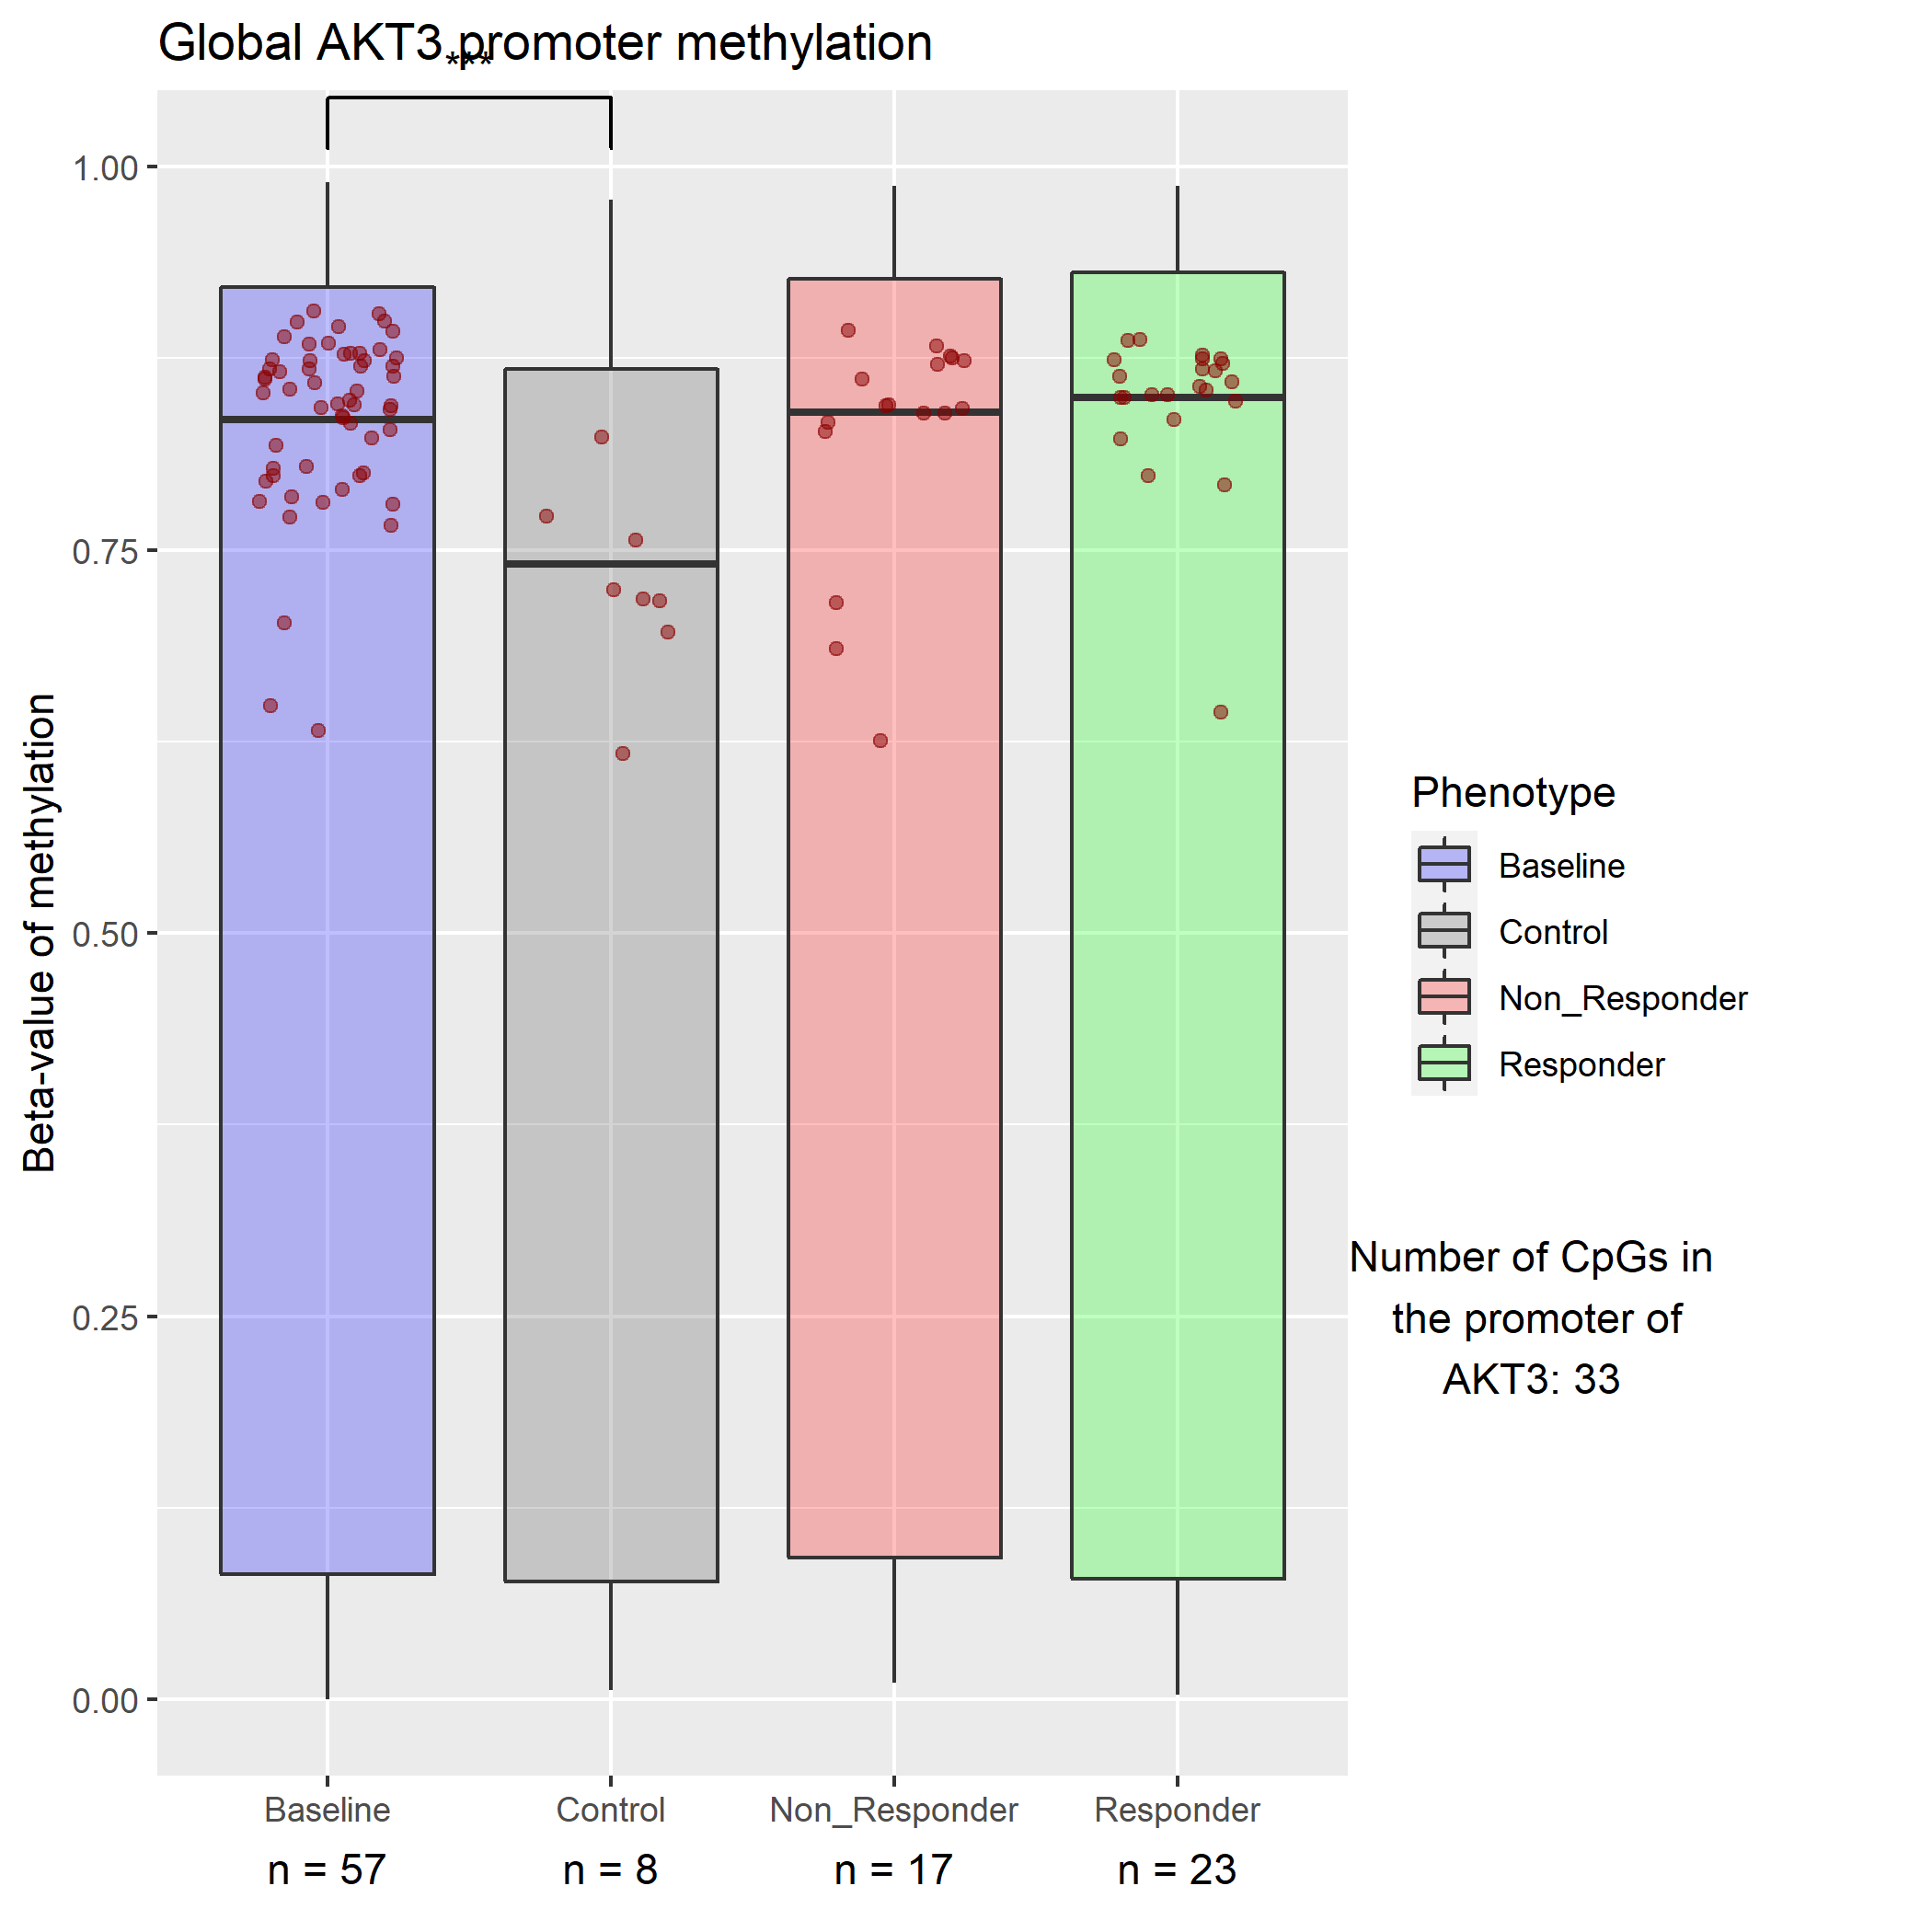 Global AKT3 promoter methylation
***
1.00
0.75
0.50
0.25
0.00
Beta-value of methylation
Baseline
Control
Non_Responder
Responder
n = 57
n = 8
n = 17
n = 23
Phenotype
Baseline
Control
Non_Responder
Responder
Number of CpGs in
the promoter of
AKT3: 33